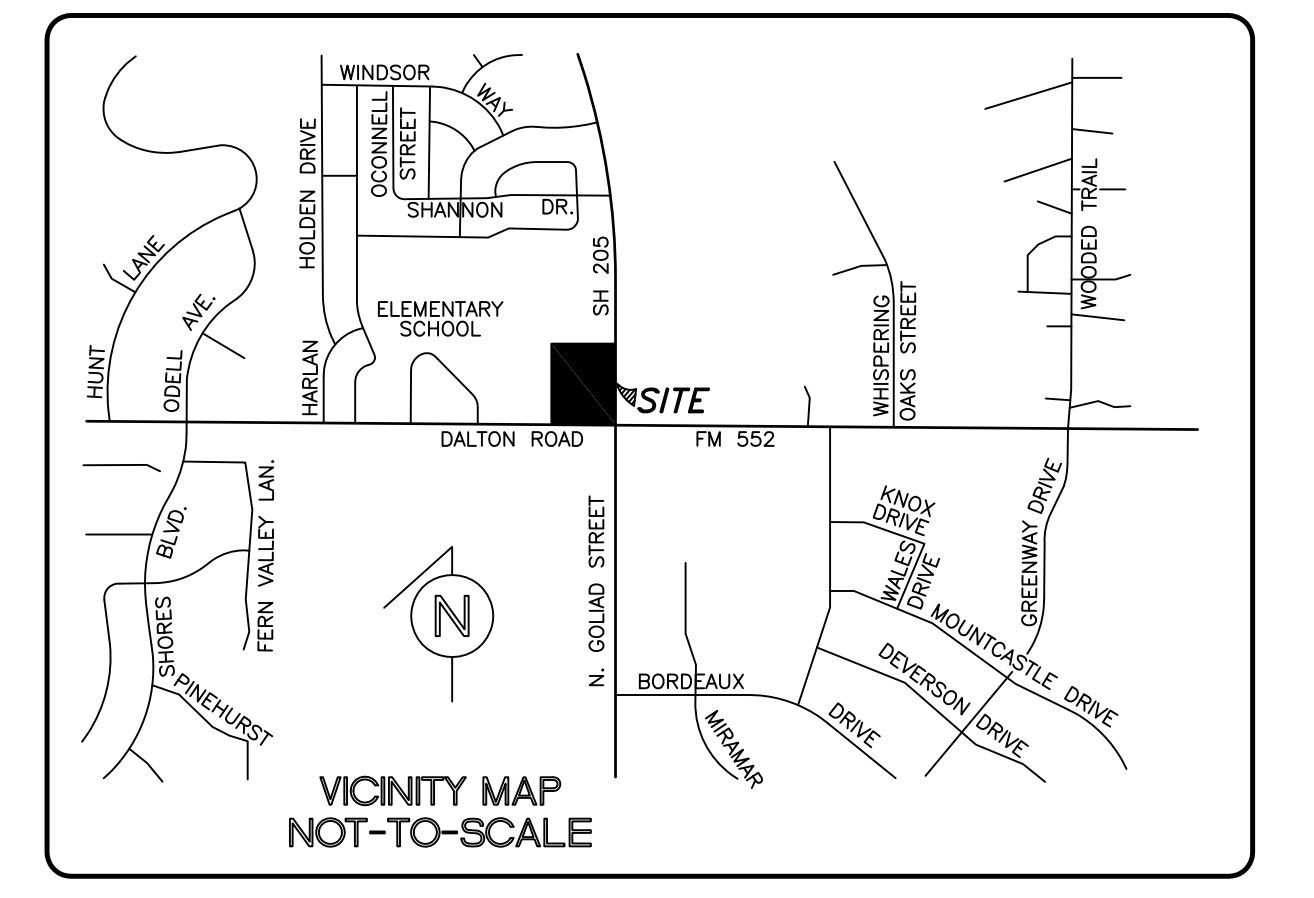 WINDSOR
WAY
OCONNELL
STREET
HOLDEN DRIVE
SHANNON DR.
SH 205
LANE
HUNT
AVE.
ODELL
HARLAN
ELEMENTARY
SCHOOL
SITE
WHISPERING
OAKS STREET
WOODED TRAIL
DALTON ROAD
FM 552
BLVD.
SHORES
FERN VALLEY LAN.
PINEHURST
N
N. GOLIAD STREET
KNOX
DRIVE
WALES
DRIVE
GREENWAY DRIVE
MOUNTCASTLE DRIVE
DEVERSON DRIVE
BORDEAUX
DRIVE
MIRAMAR
VICINITY MAP
NOT-TO-SCALE